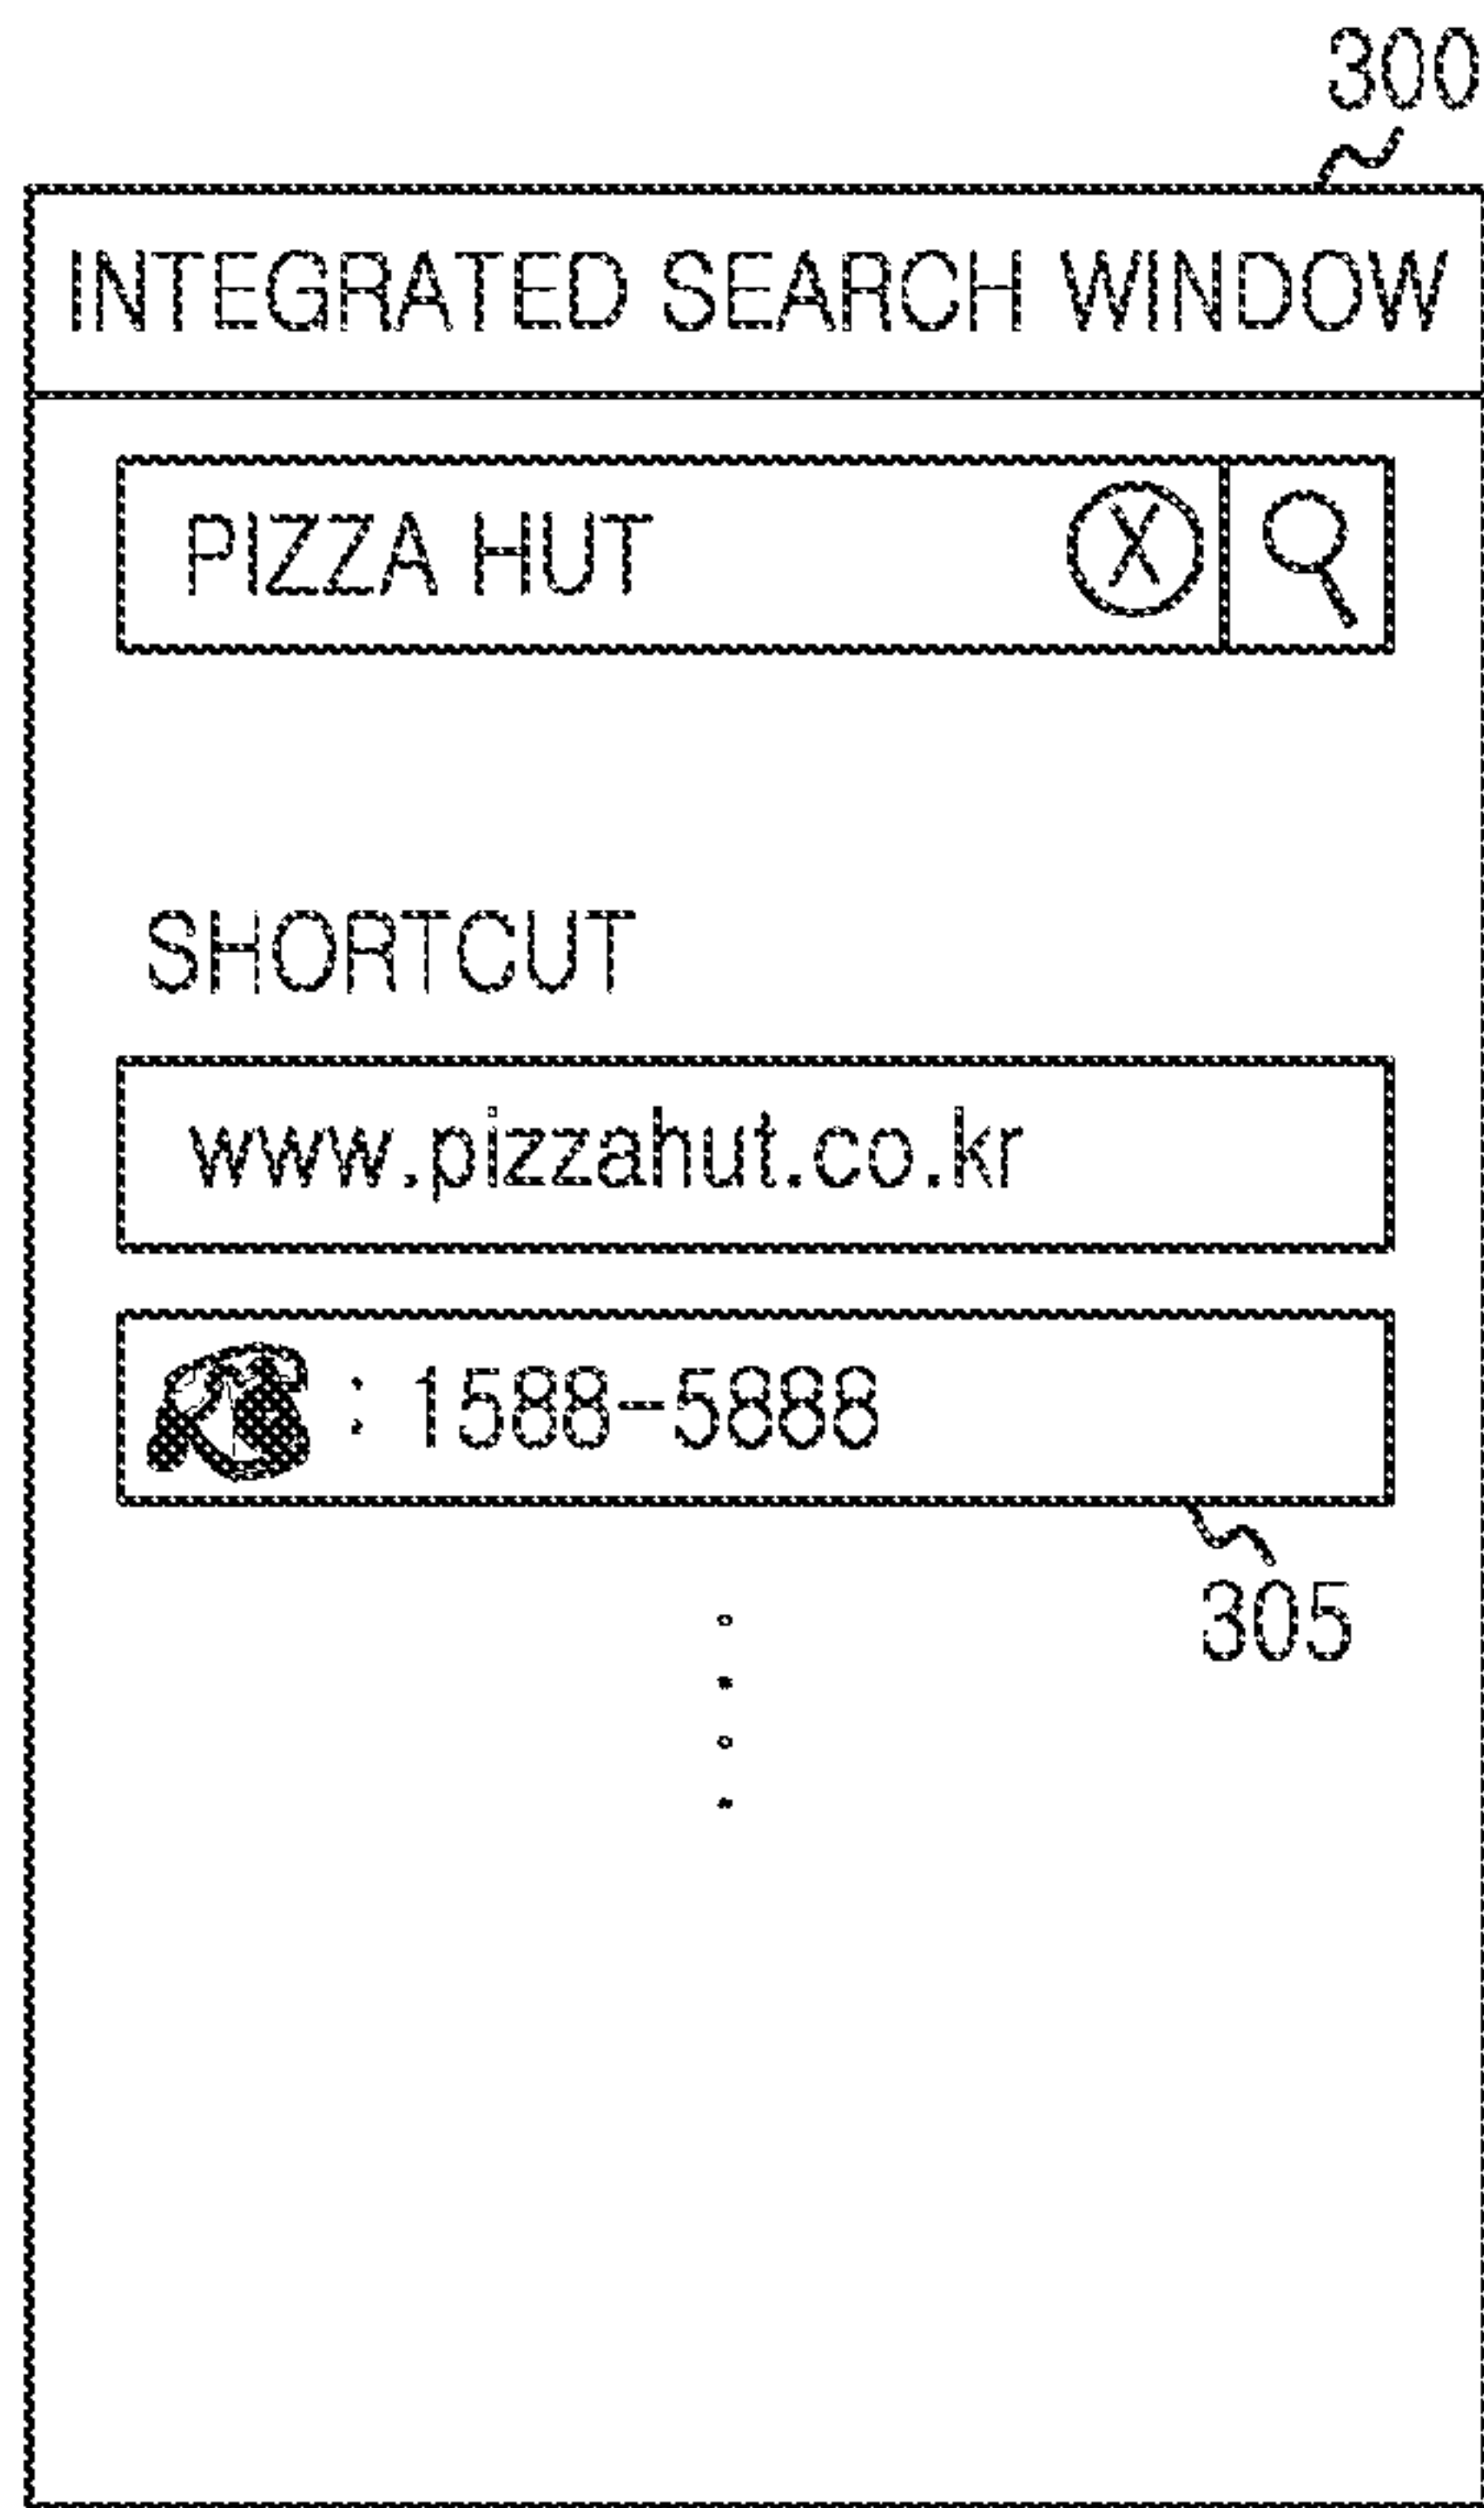 300
INTEGRATED SEARCH WINDOW
PIZZA HUT X
SHORTCUT
www.pizzahut.co.kr
: 1588-5888
305